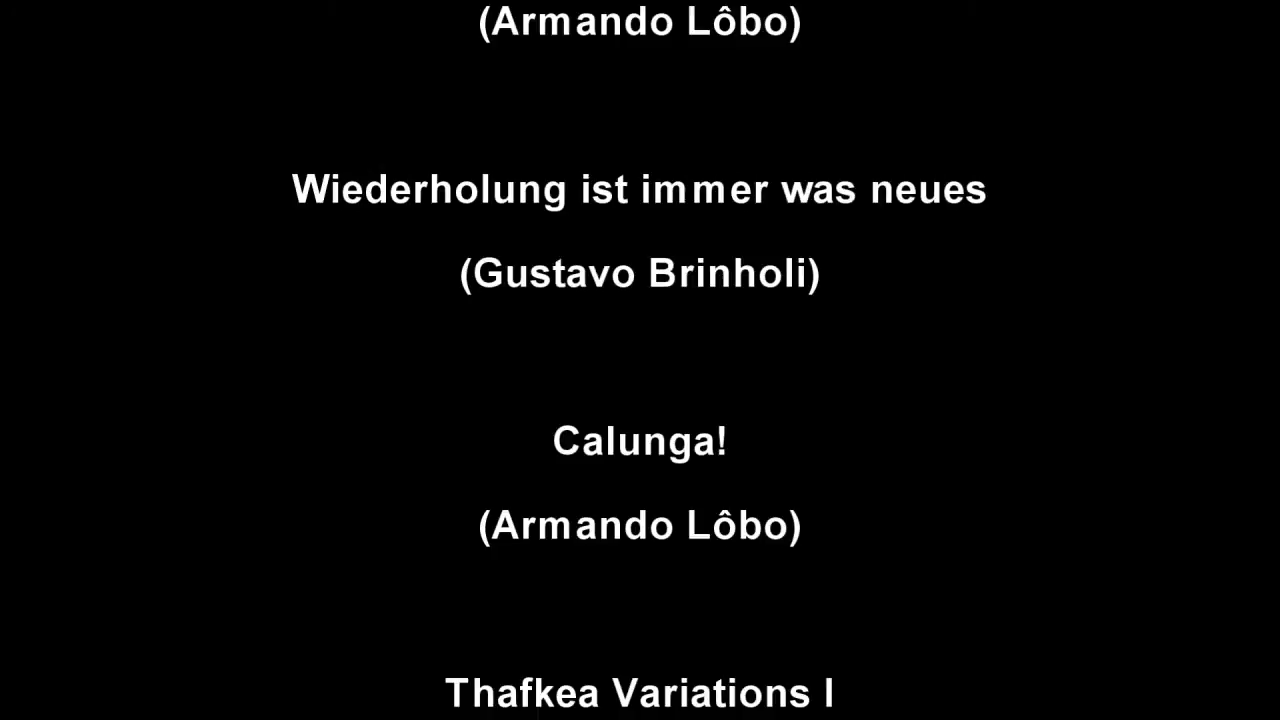 (Armando Lôbo)
Wiederholung ist immer was neues
(Gustavo Brinholi)
Calunga!
(Armando Lôbo)
Thafkea Variations I